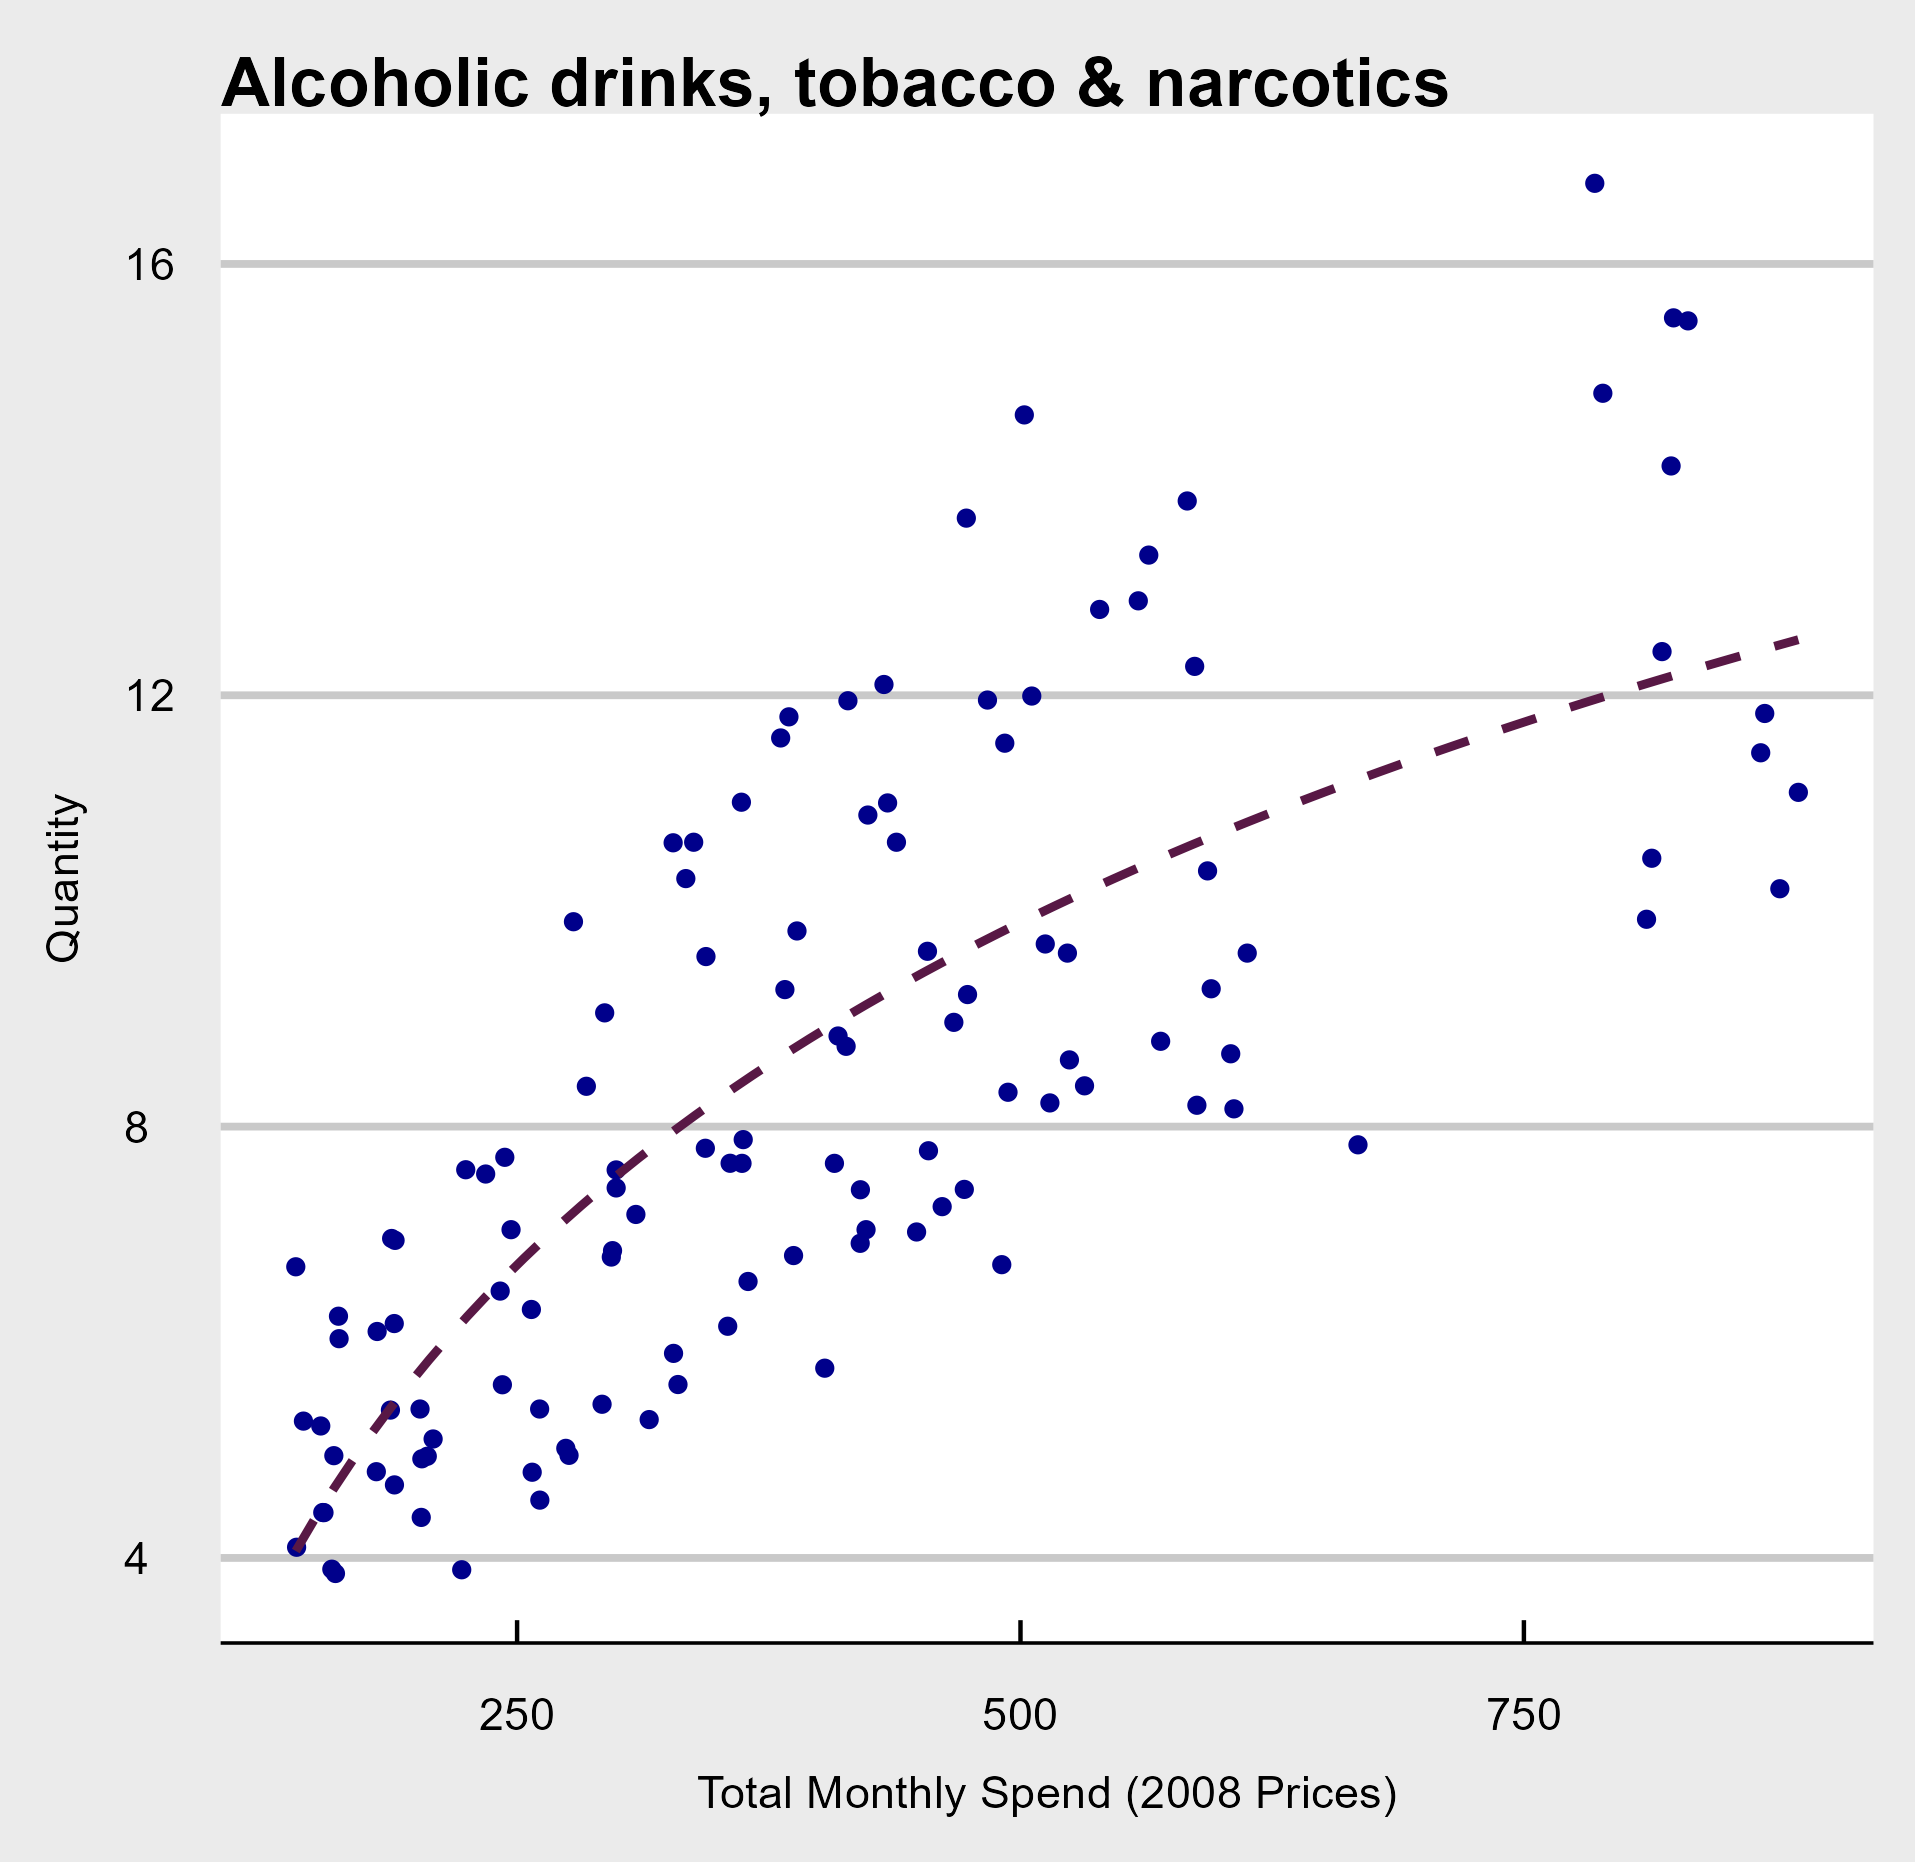 Alcoholic drinks, tobacco & narcotics
16
12
8
4
Quantity
250
500
750
Total Monthly Spend (2008 Prices)